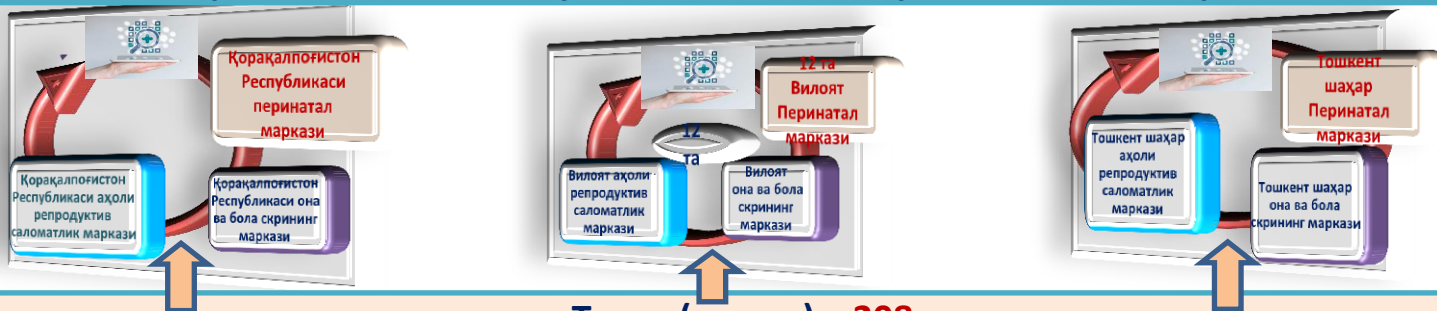 Қорақалпоғистон
Республикаси
перинатал
маркази
Қорақалпоғистон
Республикаси аҳоли
репродуктив
саломатлик маркази
Қорақалпоғистон
Республикаси она
ва бола скрининг
маркази
12 та
Вилоят
Перинатал
маркази
12
та
Вилоят аҳоли
репродуктив
саломатлик
маркази
Вилоят
она ва бола
скрининг
маркази
Тошкент
шаҳар
Перинатал
маркази
Тошкент шаҳар
аҳоли
репродуктив
саломатлик
маркази
Тошкент шаҳар
она ва бола
скрининг маркази